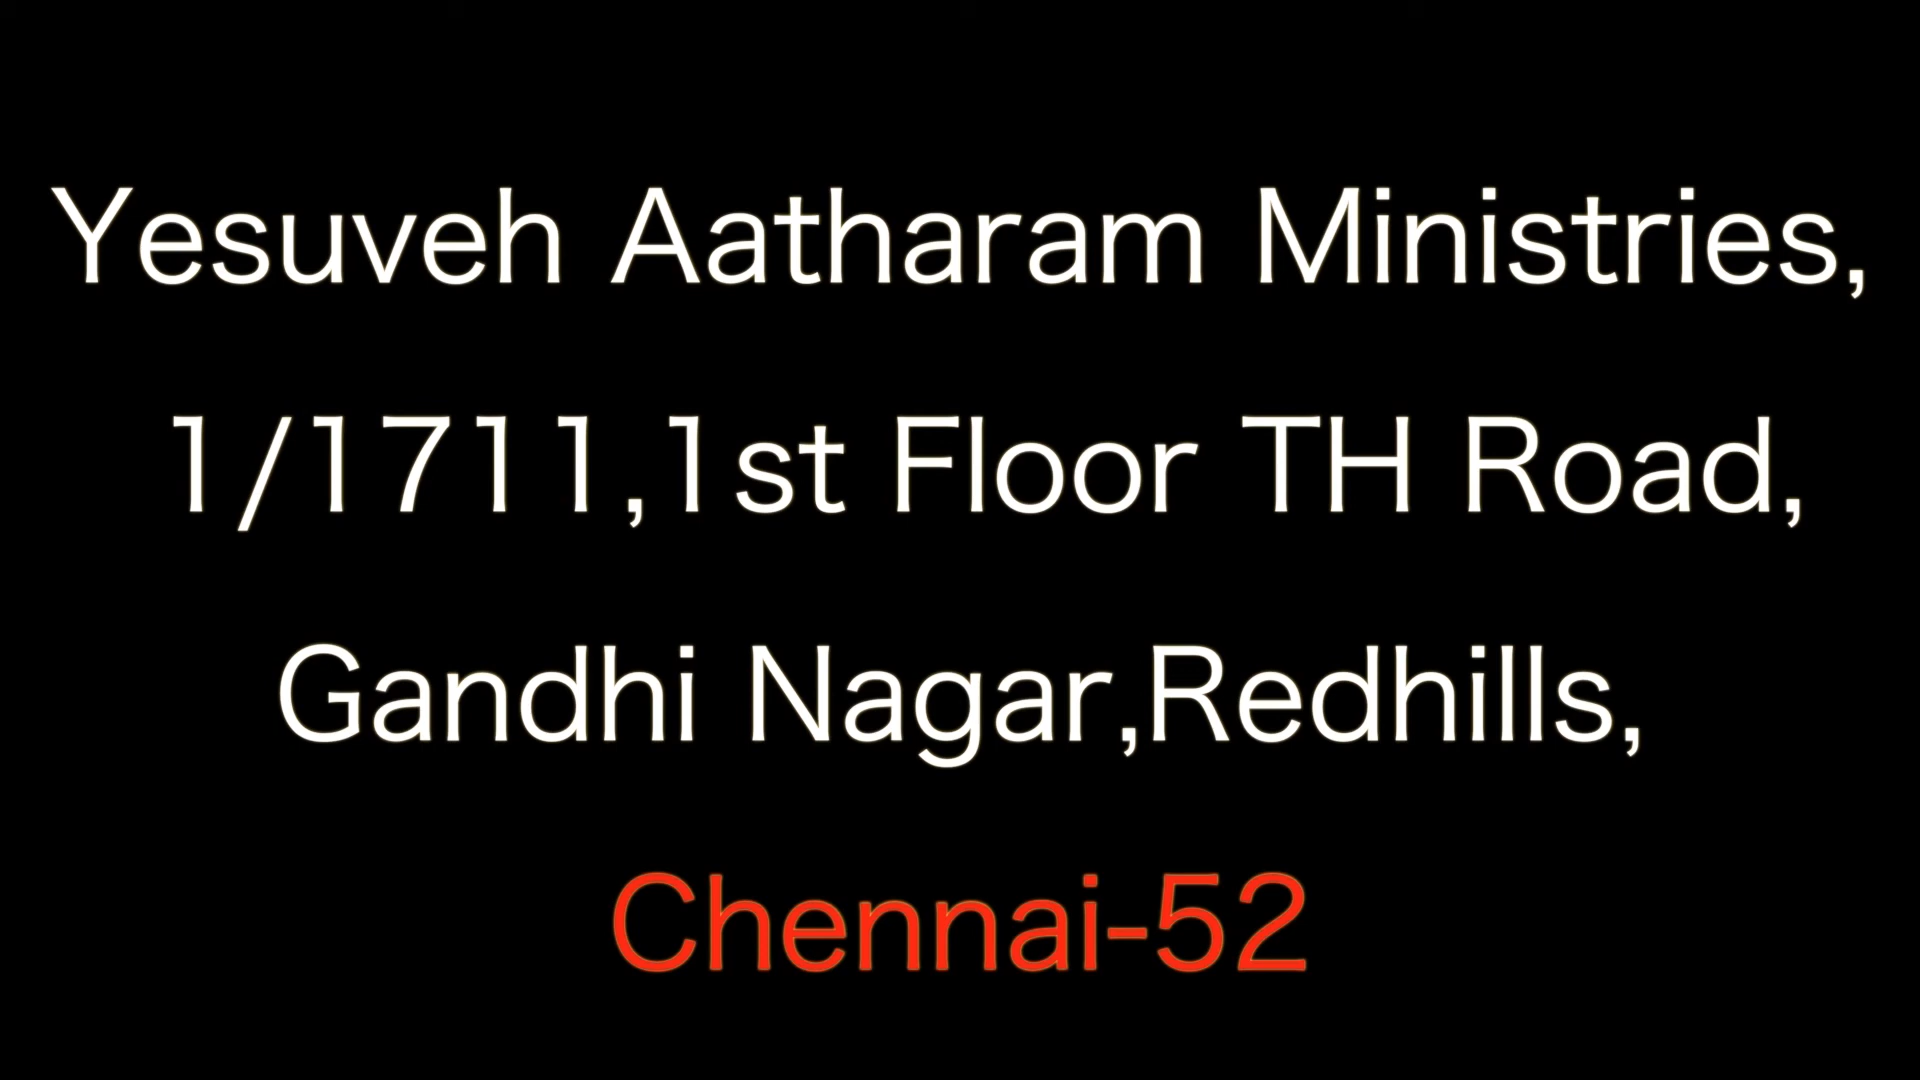 Yesuveh Aatharam Ministries,
1/1711,1st Floor TH Road,
Gandhi Nagar,Redhills,
Chennai-52